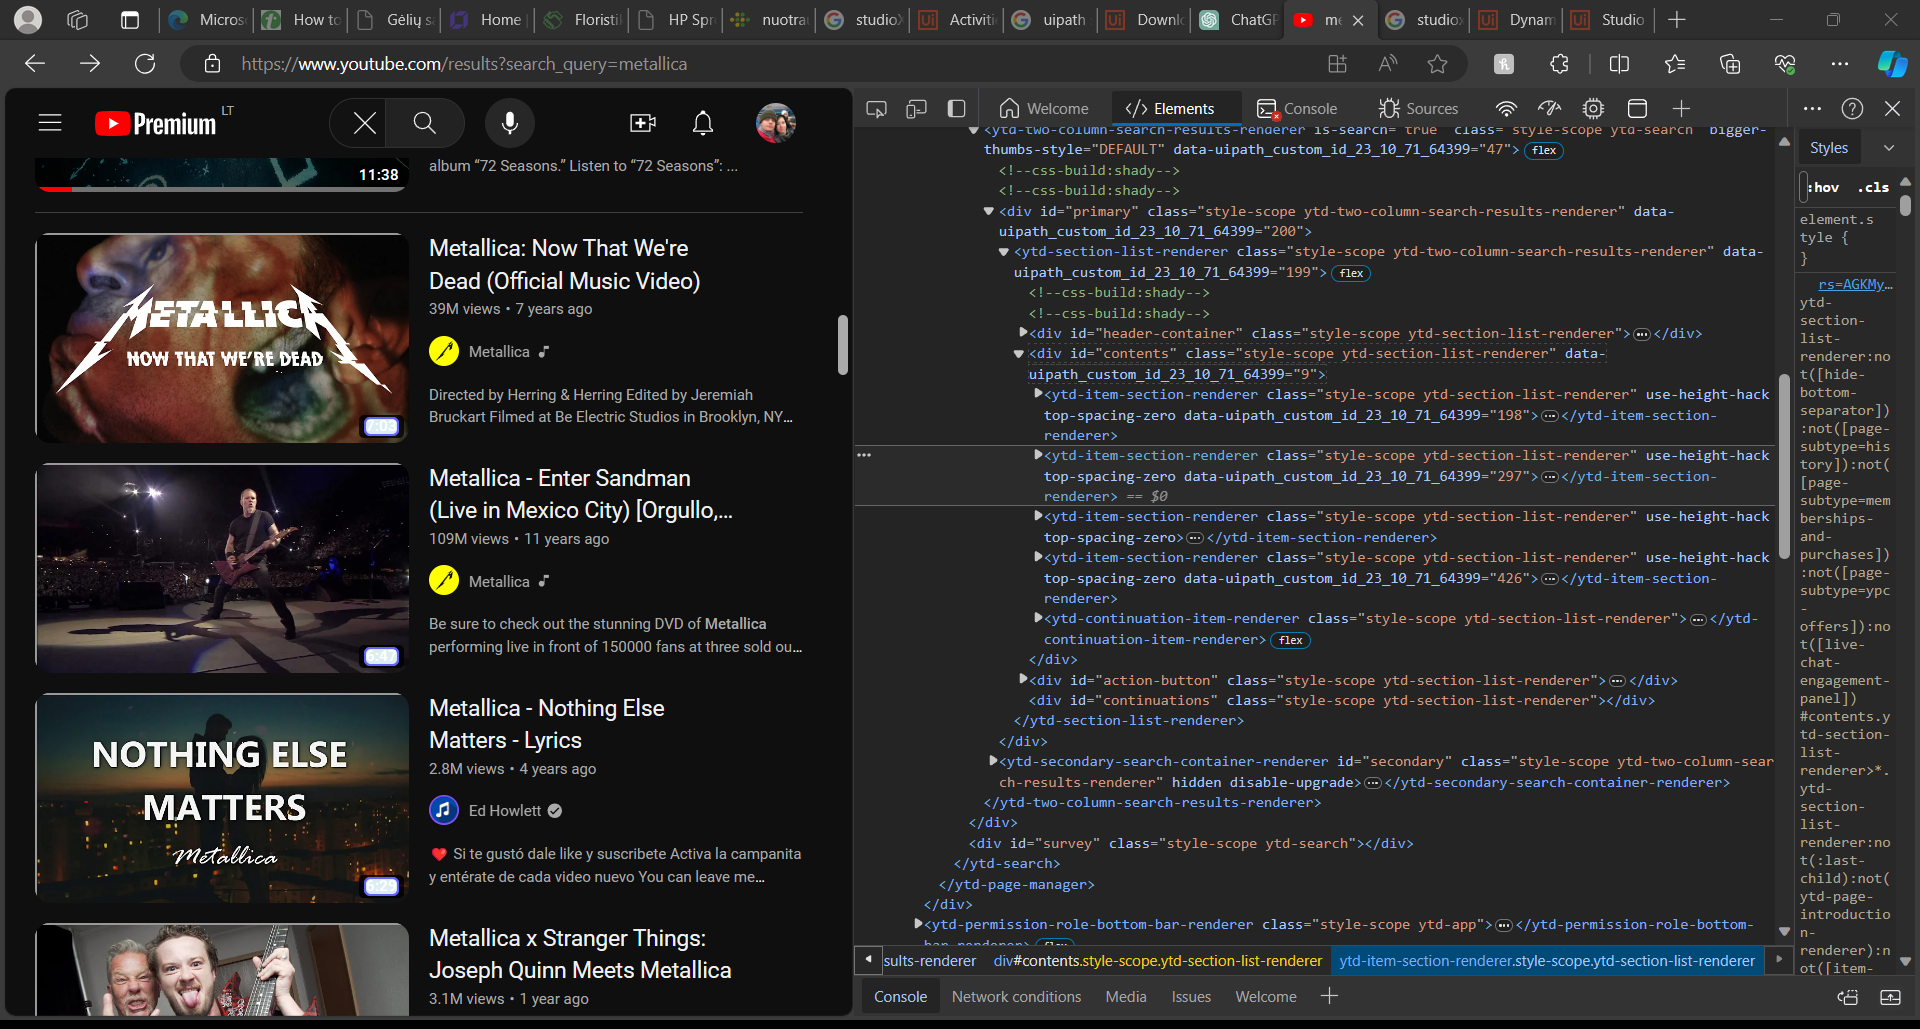 Micros
How to
Gėlių s
Home
Floristi
HP Spr
nuotrau
studioX
Activiti
uipath
Downl
ChatGP
me
studiox
Dynam
Studio
https://www.youtube.com/results?search_query=metallica
Premium LT
11:38
album “72 Seasons.” Listen to “72 Seasons”: ...
METALLICA
NOW THAT WE'RE DEAD
7:03
Metallica: Now That We're
Dead (Official Music Video)
39M views • 7 years ago
Metallica
Directed by Herring & Herring Edited by Jeremiah
Bruckart Filmed at Be Electric Studios in Brooklyn, NY...
6:47
Metallica - Enter Sandman
(Live in Mexico City) [Orgullo,...
109M views • 11 years ago
Metallica
Be sure to check out the stunning DVD of Metallica
performing live in front of 150000 fans at three sold ou...
NOTHING ELSE
MATTERS
Metallica
6:29
Metallica - Nothing Else
Matters - Lyrics
2.8M views • 4 years ago
Ed Howlett
❤️ Si te gustó dale like y suscribete Activa la campanita
y entérate de cada video nuevo You can leave me...
Metallica x Stranger Things:
Joseph Quinn Meets Metallica
3.1M views • 1 year ago
Welcome
</> Elements
Console
Sources
<ytd-two-column-search-results-renderer is-search="true" class="style-scope ytd-search" bigger-
thumbs-style="DEFAULT" data-uipath_custom_id_23_10_71_64399="47"> flex
<!--css-build:shady-->
<!--css-build:shady-->
<div id="primary" class="style-scope ytd-two-column-search-results-renderer" data-
uipath_custom_id_23_10_71_64399="200">
<ytd-section-list-renderer class="style-scope ytd-two-column-search-results-renderer" data-
uipath_custom_id_23_10_71_64399="199"> flex
<!--css-build:shady-->
<!--css-build:shady-->
<div id="header-container" class="style-scope ytd-section-list-renderer">…</div>
<div id="contents" class="style-scope ytd-section-list-renderer" data-
uipath_custom_id_23_10_71_64399="9">
<ytd-item-section-renderer class="style-scope ytd-section-list-renderer" use-height-hack
top-spacing-zero data-uipath_custom_id_23_10_71_64399="198">…</ytd-item-section-
renderer>
<ytd-item-section-renderer class="style-scope ytd-section-list-renderer" use-height-hack
top-spacing-zero data-uipath_custom_id_23_10_71_64399="297">…</ytd-item-section-
renderer> == $0
<ytd-item-section-renderer class="style-scope ytd-section-list-renderer" use-height-hack
top-spacing-zero>…</ytd-item-section-renderer>
<ytd-item-section-renderer class="style-scope ytd-section-list-renderer" use-height-hack
top-spacing-zero data-uipath_custom_id_23_10_71_64399="426">…</ytd-item-section-
renderer>
<ytd-continuation-item-renderer class="style-scope ytd-section-list-renderer">…</ytd-
continuation-item-renderer> flex
</div>
<div id="action-button" class="style-scope ytd-section-list-renderer">…</div>
<div id="continuations" class="style-scope ytd-section-list-renderer"></div>
</ytd-section-list-renderer>
</div>
<ytd-secondary-search-container-renderer id="secondary" class="style-scope ytd-two-column-sear
ch-results-renderer" hidden disable-upgrade>…</ytd-secondary-search-container-renderer>
</ytd-two-column-search-results-renderer>
</div>
<div id="survey" class="style-scope ytd-search"></div>
</ytd-search>
</ytd-page-manager>
</div>
<ytd-permission-role-bottom-bar-renderer class="style-scope ytd-app">…</ytd-permission-role-bottom-
bar-renderer> flex
sults-renderer
div#contents.style-scope.ytd-section-list-renderer
ytd-item-section-renderer.style-scope.ytd-section-list-renderer
Styles
:hov .cls
element.s
tyle {
}
rs=AGKMy…
ytd-
section-
list-
renderer:no
t([hide-
bottom-
separator])
:not([page-
subtype=his
tory]):not(
[page-
subtype=mem
berships-
and-
purchases])
:not([page-
subtype=ypc
-
offers]):no
t([live-
chat-
engagement-
panel])
#contents.y
td-section-
list-
renderer>*.
ytd-
section-
list-
renderer:no
t(:last-
child):not(
ytd-page-
introductio
n-
renderer):n
ot([item-
Console
Network conditions
Media
Issues
Welcome